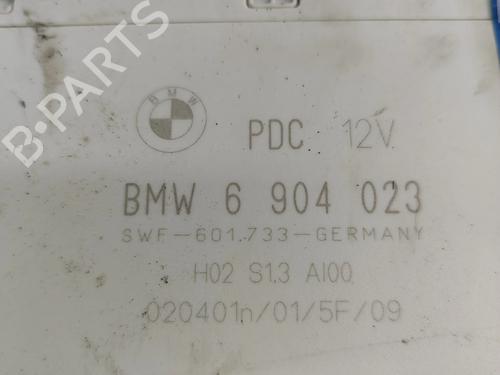 B-PARTS
BMW
PDC 12V
BMW 6 904 023
SWF-601.733-GERMANY
H02 S1.3 AI00
020401n/01/5F/09